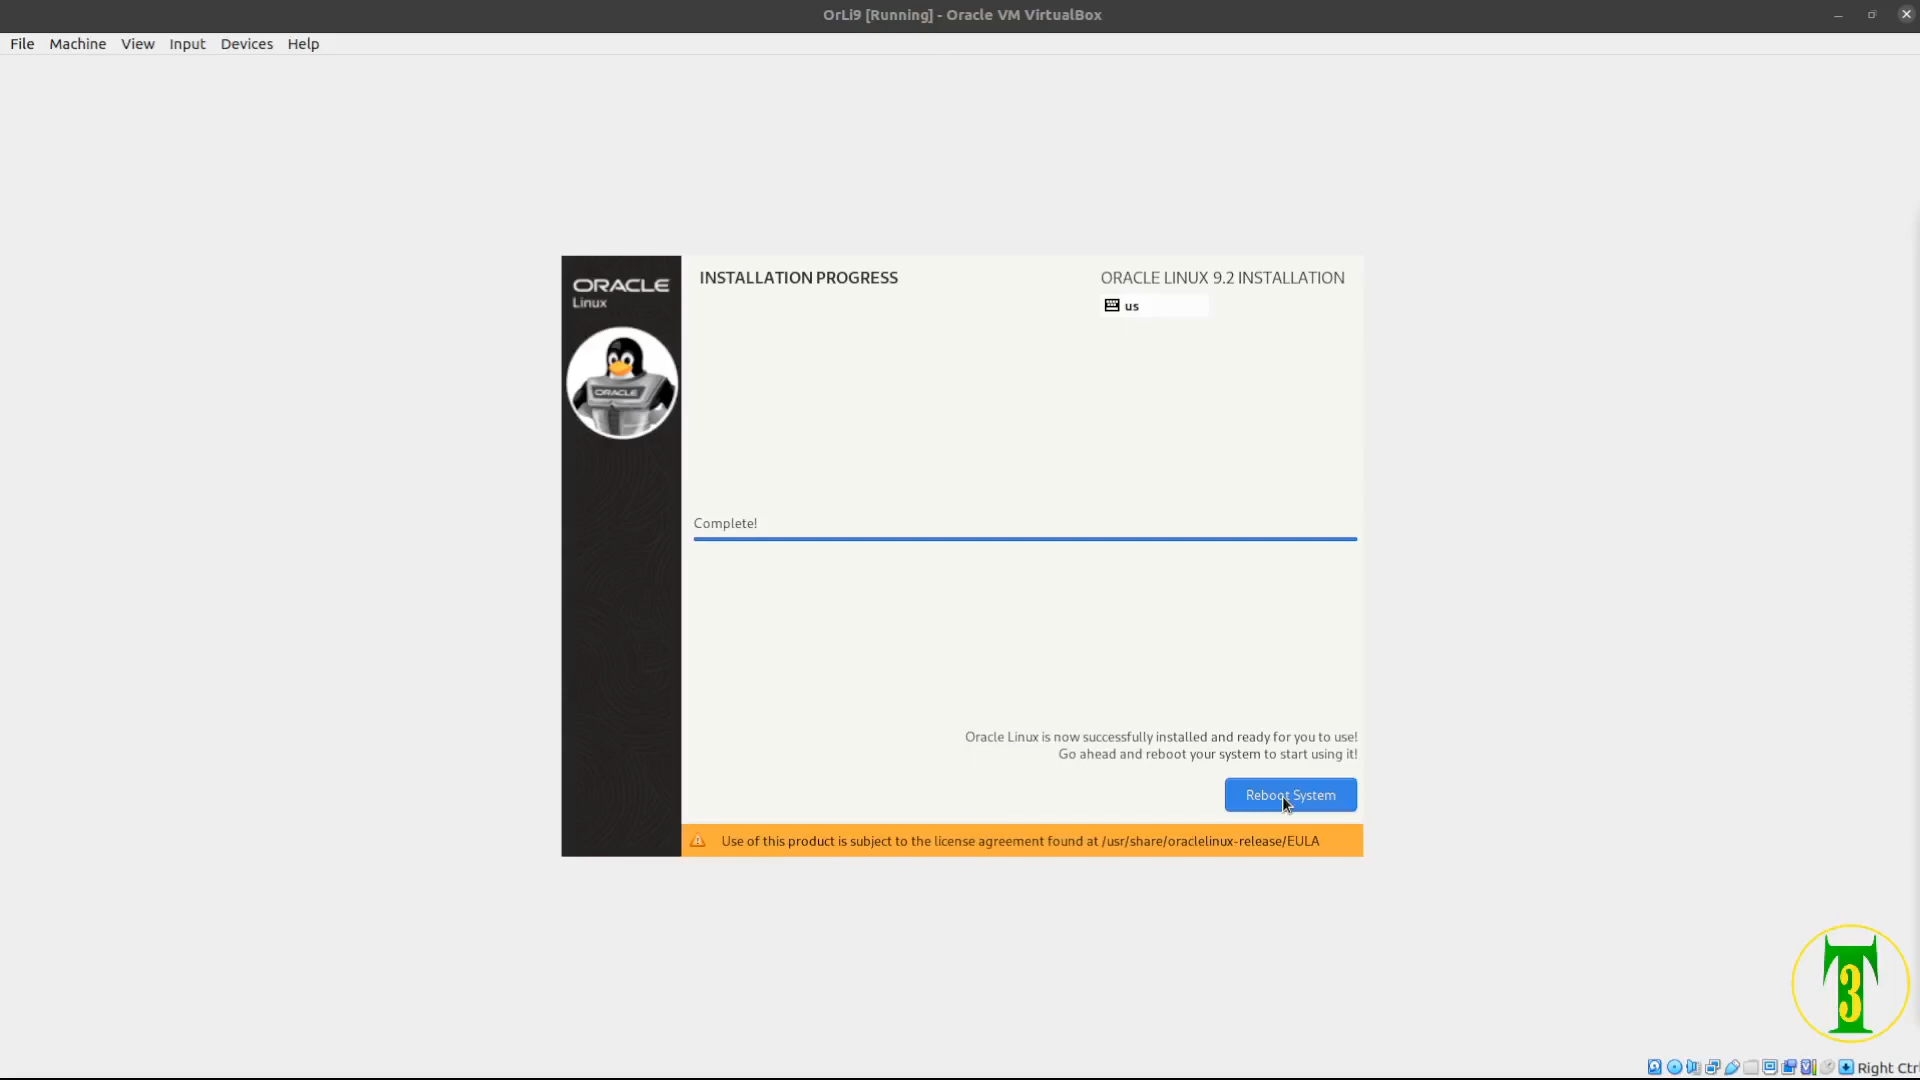 OrLi9 [Running] - Oracle VM VirtualBox
File Machine View Input Devices Help
ORACLE
Linux
ORACLE
INSTALLATION PROGRESS
ORACLE LINUX 9.2 INSTALLATION
us
Complete!
Oracle Linux is now successfully installed and ready for you to use!
Go ahead and reboot your system to start using it!
Reboot System
Use of this product is subject to the license agreement found at /usr/share/oraclelinux-release/EULA
T
3
Right Ctrl